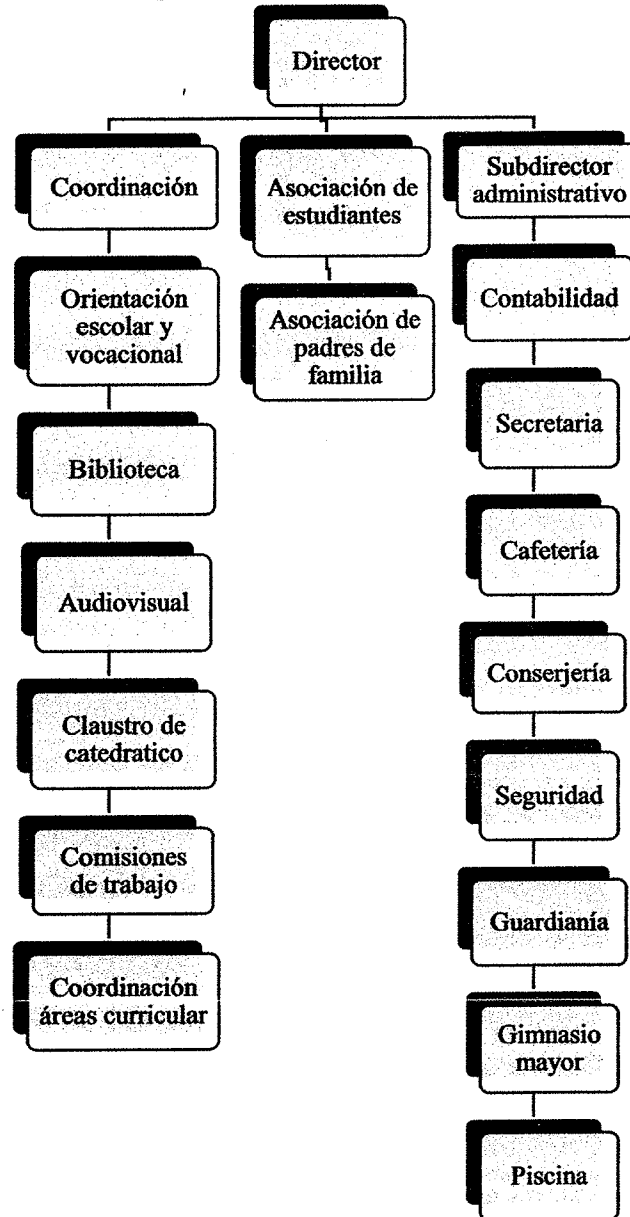 Director
Coordinación
Orientación
escolar y
vocacional
Biblioteca
Audiovisual
Claustro de
catedratico
Comisiones
de trabajo
Coordinación
áreas curricular
Asociación de
estudiantes
Asociación de
padres de
familia
Subdirector
administrativo
Contabilidad
Secretaria
Cafetería
Conserjería
Seguridad
Guardianía
Gimnasio
mayor
Piscina